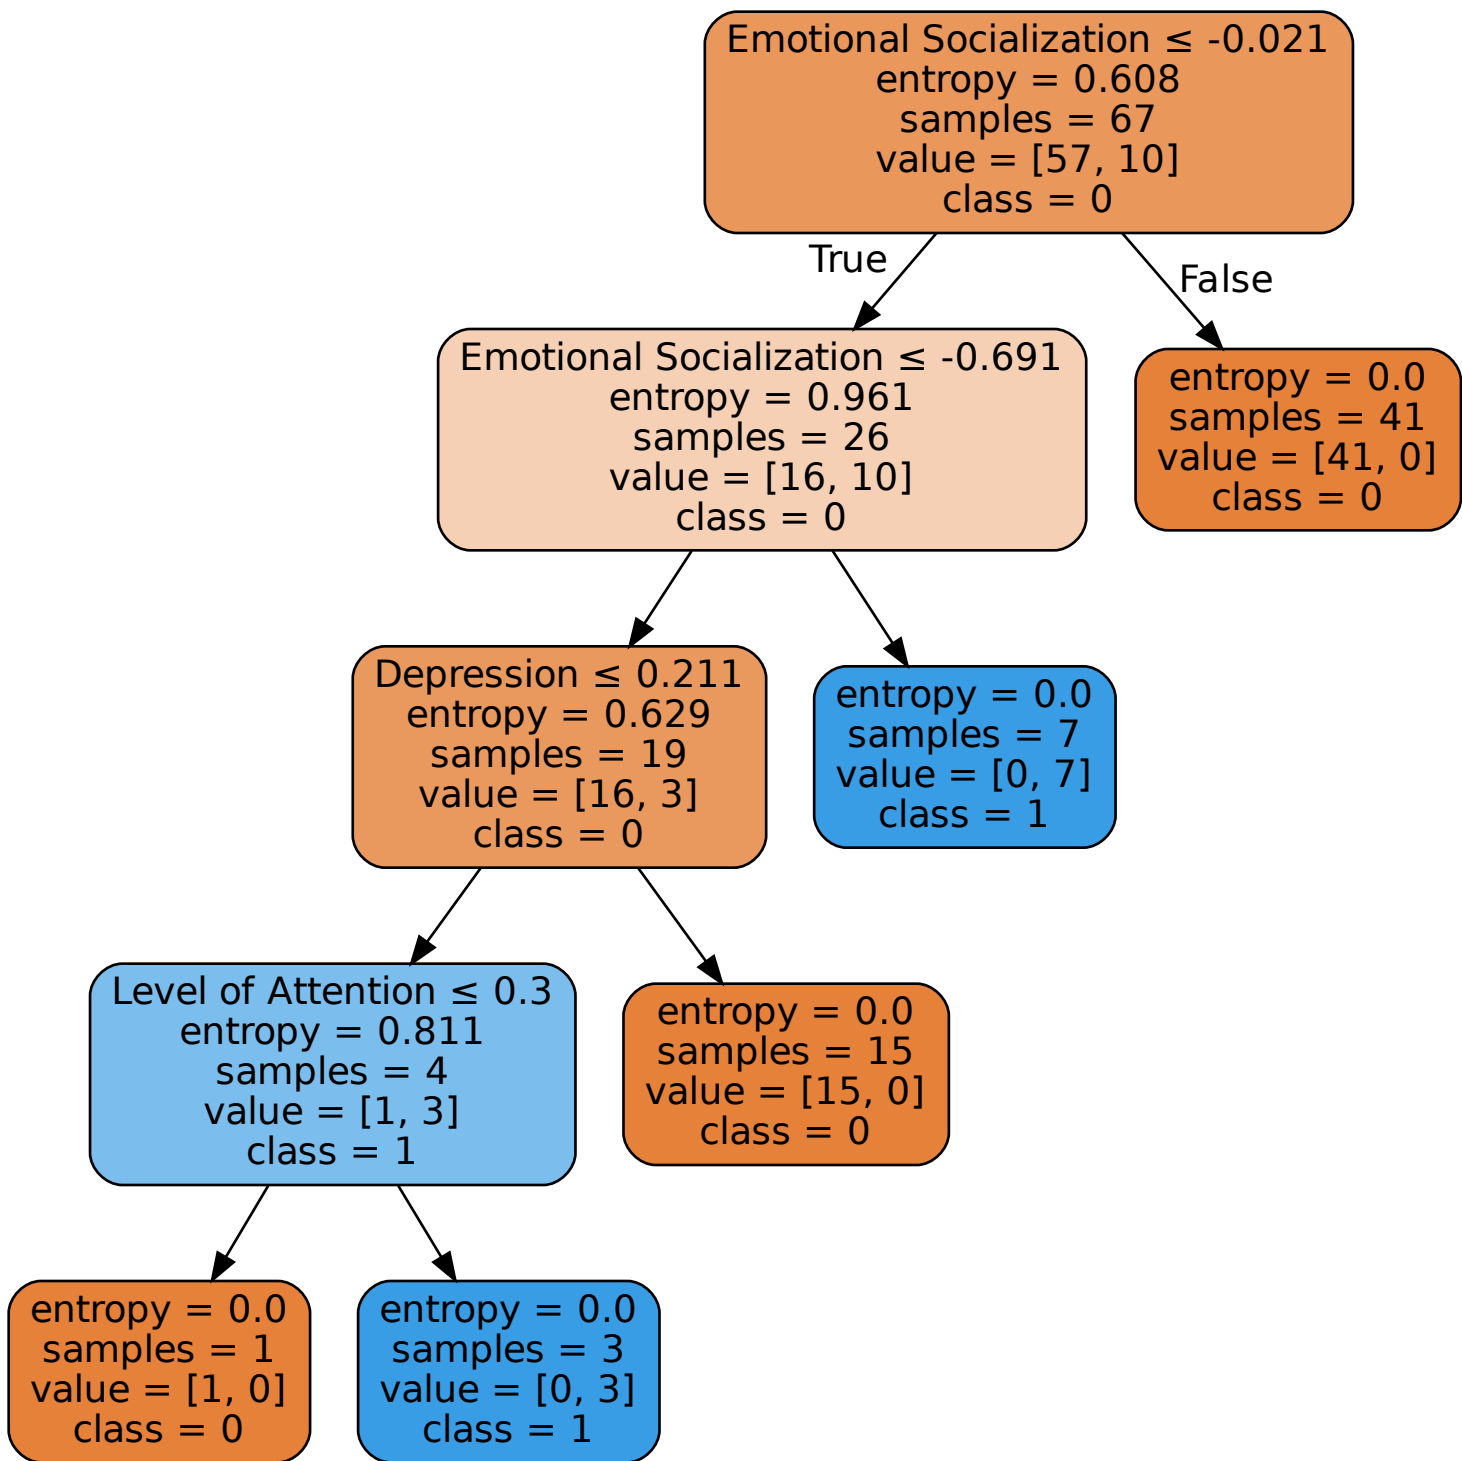 Emotional Socialization ≤ -0.021
entropy = 0.608
samples = 67
value = [57, 10]
class = 0
True
False
Emotional Socialization ≤ -0.691
entropy = 0.961
samples = 26
value = [16, 10]
class = 0
entropy = 0.0
samples = 41
value = [41, 0]
class = 0
Depression ≤ 0.211
entropy = 0.629
samples = 19
value = [16, 3]
class = 0
entropy = 0.0
samples = 7
value = [0, 7]
class = 1
Level of Attention ≤ 0.3
entropy = 0.811
samples = 4
value = [1, 3]
class = 1
entropy = 0.0
samples = 15
value = [15, 0]
class = 0
entropy = 0.0
samples = 1
value = [1, 0]
class = 0
entropy = 0.0
samples = 3
value = [0, 3]
class = 1